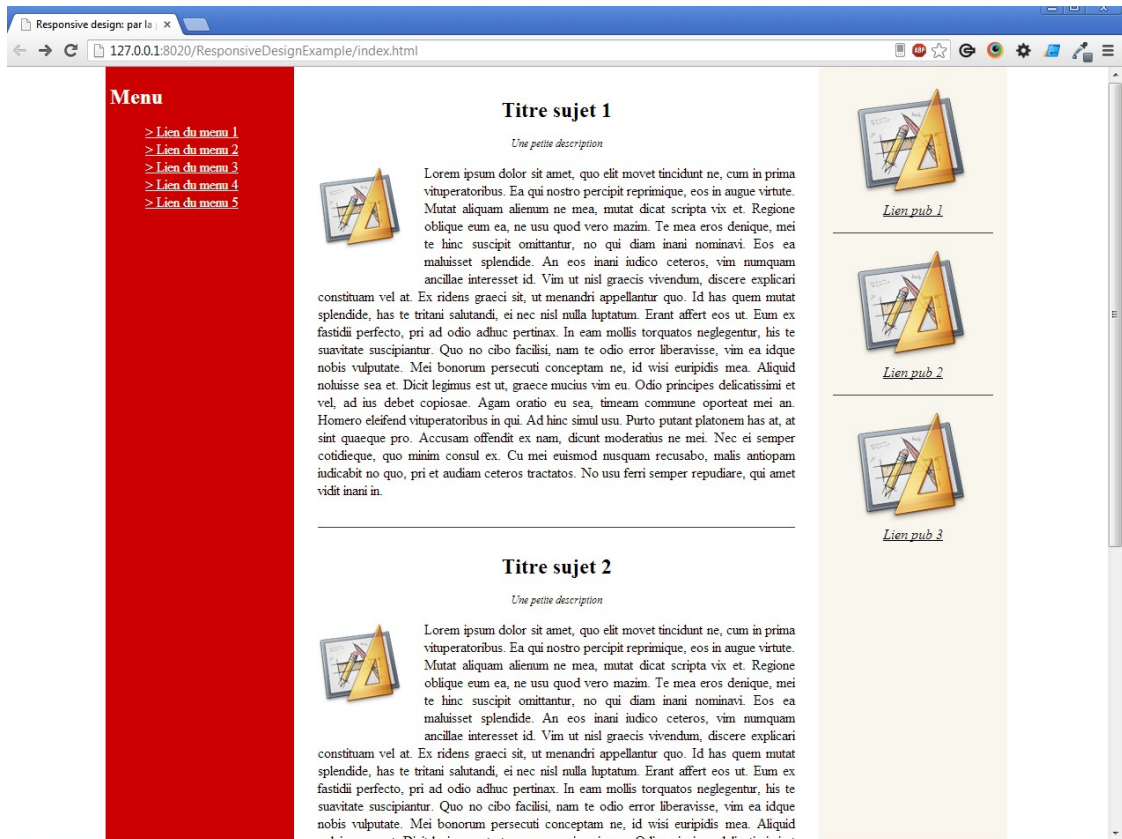 Responsive design: par la
127.0.0.1:8020/ResponsiveDesignExample/index.html
ABP
Menu
> Lien du menu 1
> Lien du menu 2
> Lien du menu 3
> Lien du menu 4
> Lien du menu 5
Titre sujet 1
Une petite description
Lorem ipsum dolor sit amet, quo elit movet tincidunt ne, cum in prima
vituperatoribus. Ea qui nostro percipit reprimique, eos in augue virtute.
Mutat aliquam alienum ne mea, mutat dicat scripta vix et. Regione
oblique eum ea, ne usu quod vero mazim. Te mea eros denique, mei
te hinc suscipit omittantur, no qui diam inani nominavi. Eos ea
maluisset splendide. An eos inani iudico ceteros, vim numquam
ancillae interesset id. Vim ut nisl graecis vivendum, discere explicari
constituam vel at. Ex ridens graeci sit, ut menandri appellantur quo. Id has quem mutat
splendide, has te tritani salutandi, ei nec nisl nulla luptatum. Erant affert eos ut. Eum ex
fastidii perfecto, pri ad odio adhuc pertinax. In eam mollis torquatos neglegentur, his te
suavitate suscipiantur. Quo no cibo facilisi, nam te odio error liberavisse, vim ea idque
nobis vulputate. Mei bonorum persecuti conceptam ne, id wisi euripidis mea. Aliquid
noluisse sea et. Dicit legimus est ut, graece mucius vim eu. Odio principes delicatissimi et
vel, ad ius debet copiosae. Agam oratio eu sea, timeam commune oporteat mei an.
Homero eleifend vituperatoribus in qui. Ad hinc simul usu. Purto putant platonem has at, at
sint quaeque pro. Accusam offendit ex nam, dicunt moderatius ne mei. Nec ei semper
cotidieque, quo minim consul ex. Cu mei euismod nusquam recusabo, malis antiopam
iudicabit no quo, pri et audiam ceteros tractatos. No usu ferri semper repudiare, qui amet
vidit inani in.
Titre sujet 2
Une petite description
Lorem ipsum dolor sit amet, quo elit movet tincidunt ne, cum in prima
vituperatoribus. Ea qui nostro percipit reprimique, eos in augue virtute.
Mutat aliquam alienum ne mea, mutat dicat scripta vix et. Regione
oblique eum ea, ne usu quod vero mazim. Te mea eros denique, mei
te hinc suscipit omittantur, no qui diam inani nominavi. Eos ea
maluisset splendide. An eos inani iudico ceteros, vim numquam
ancillae interesset id. Vim ut nisl graecis vivendum, discere explicari
constituam vel at. Ex ridens graeci sit, ut menandri appellantur quo. Id has quem mutat
splendide, has te tritani salutandi, ei nec nisl nulla luptatum. Erant affert eos ut. Eum ex
fastidii perfecto, pri ad odio adhuc pertinax. In eam mollis torquatos neglegentur, his te
suavitate suscipiantur. Quo no cibo facilisi, nam te odio error liberavisse, vim ea idque
nobis vulputate. Mei bonorum persecuti conceptam ne, id wisi euripidis mea. Aliquid
Lien pub 1
Lien pub 2
Lien pub 3